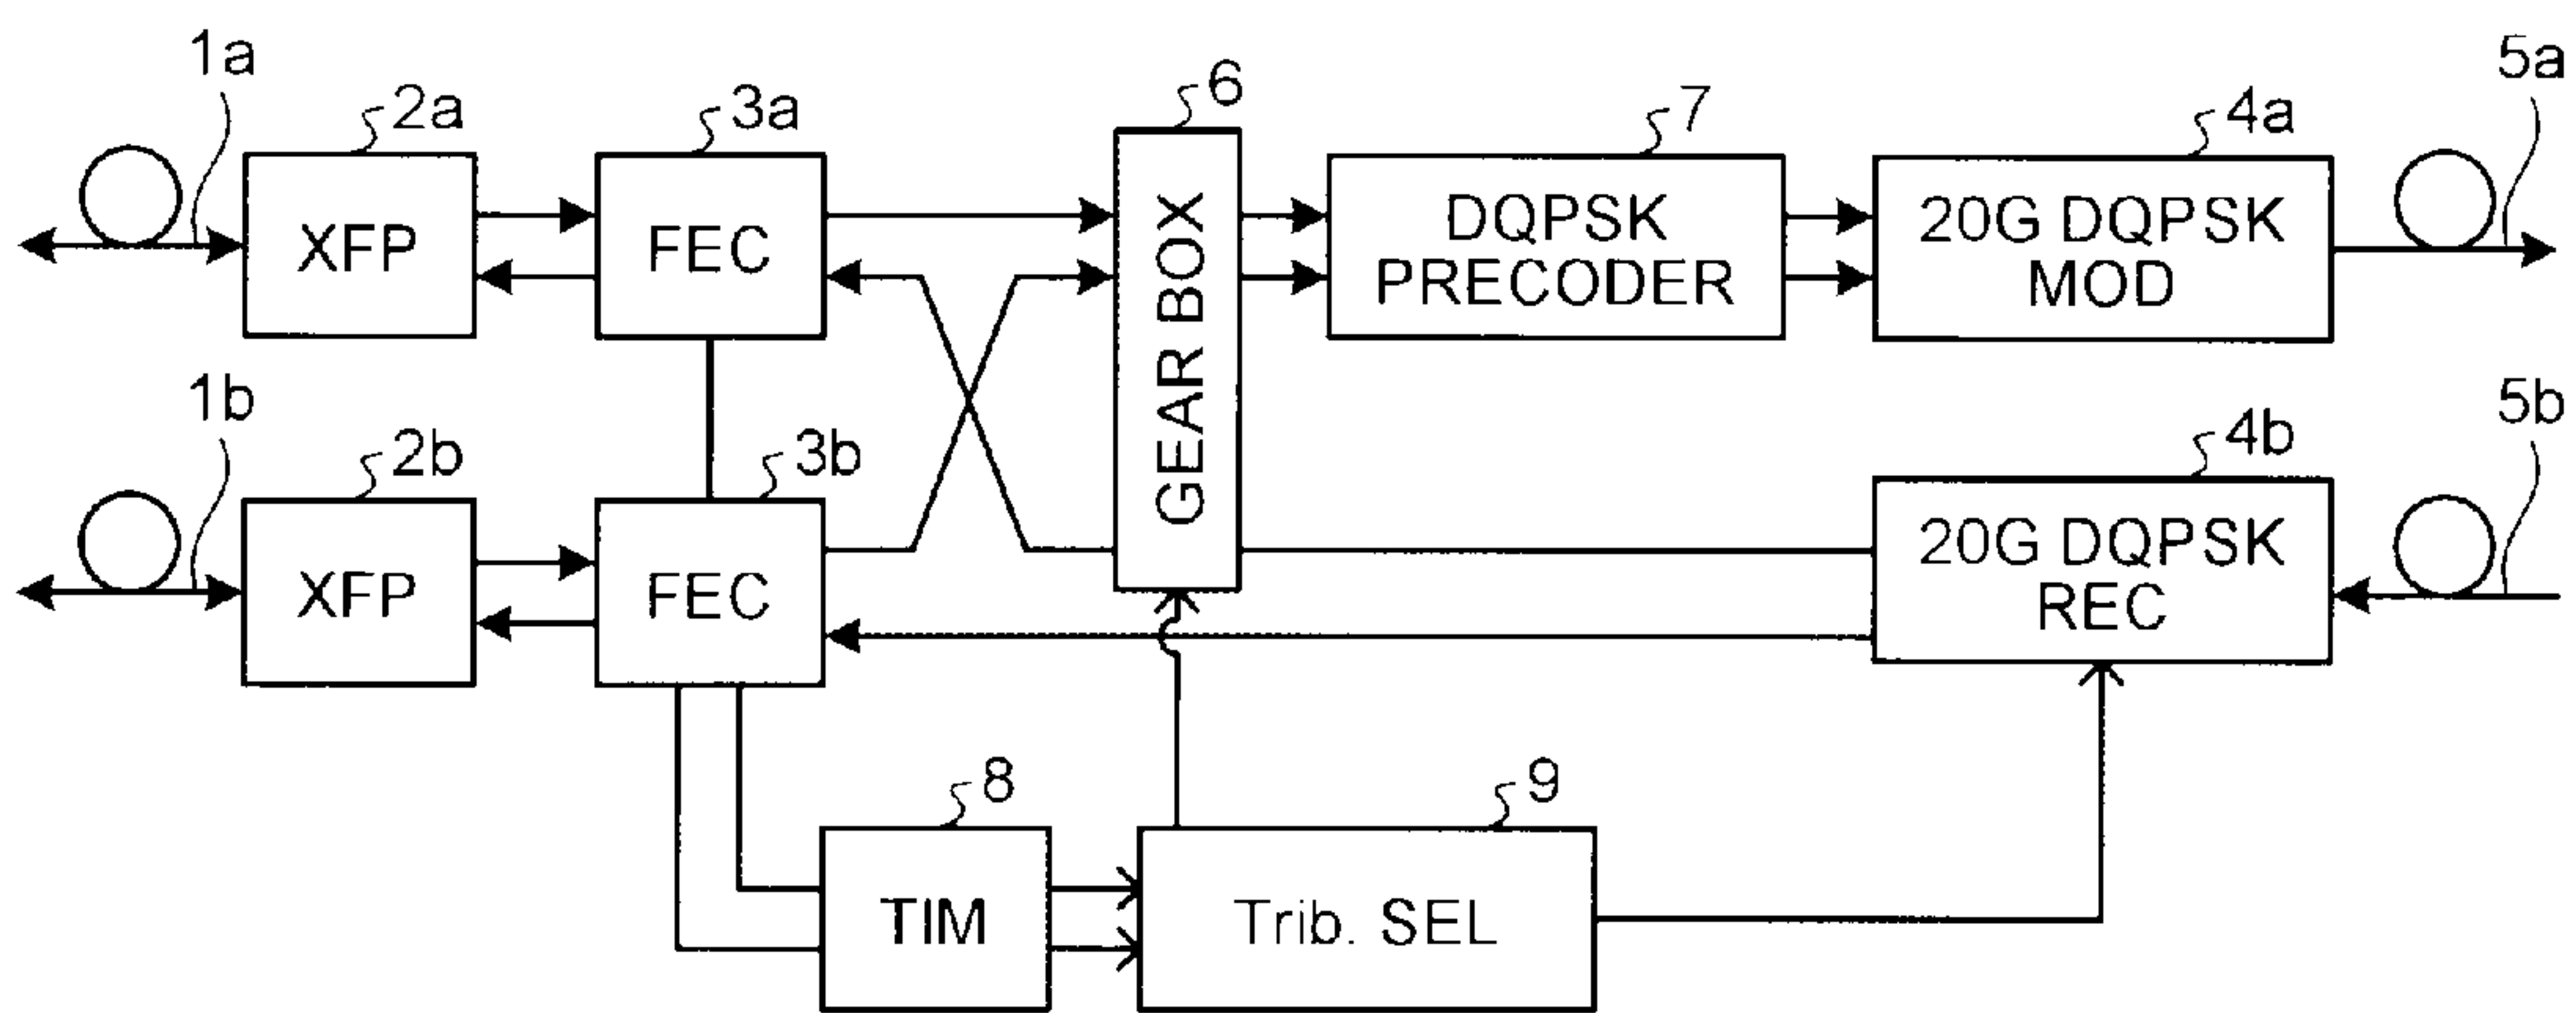 1a
2a
3a
6
7
4a
5a
XFP
FEC
GEAR BOX
DQPSK
PRECODER
20G DQPSK
MOD
1b
2b
3b
4b
5b
XFP
FEC
20G DQPSK
REC
8
9
TIM
Trib. SEL